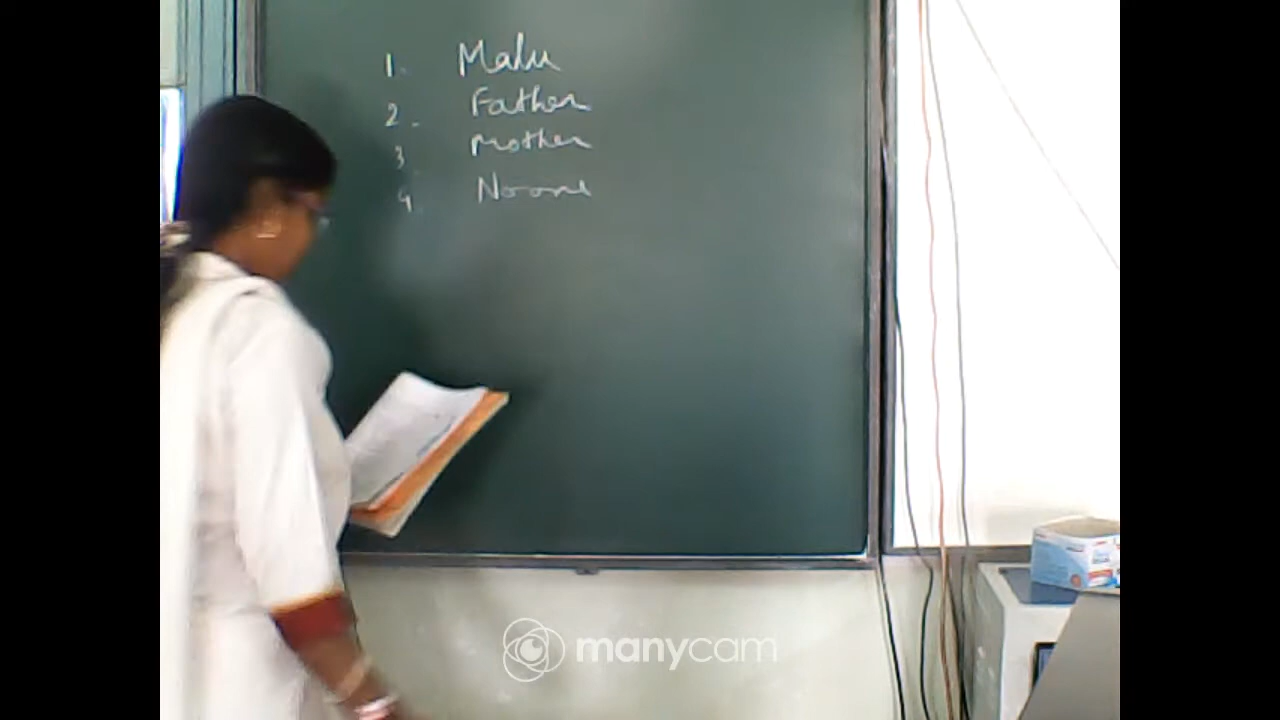 1. Malu
2. Father
3. Mother
4. Noone
manycam